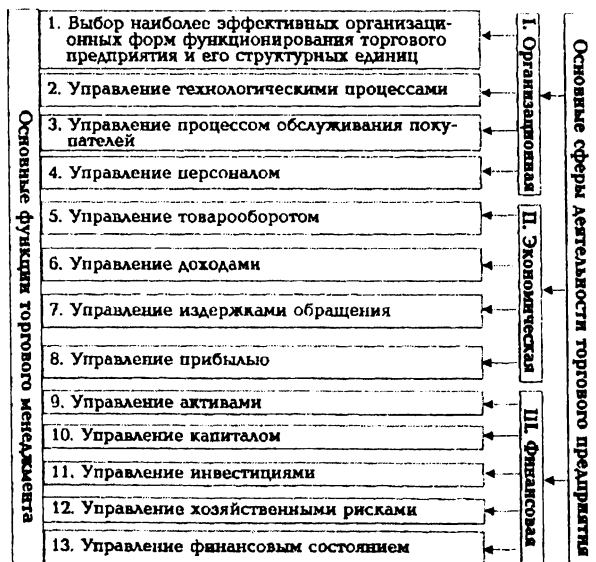 Основные функции торгового менеджмента
1. Выбор наиболее эффективных организаци-
онных форм функционирования торгового
предприятия и его структурных единиц
2. Управление технологическими процессами
3. Управление процессом обслуживания поку-
пателей
4. Управление персоналом
5. Управление товарооборотом
6. Управление доходами
7. Управление издержками обращения
8. Управление прибылью
9. Управление активами
10. Управление капиталом
11. Управление инвестициями
12. Управление хозяйственными рисками
13. Управление финансовым состоянием
I. Организационная
II. Экономическая
III. Финансовая
Основные сферы деятельности торгового предприятия